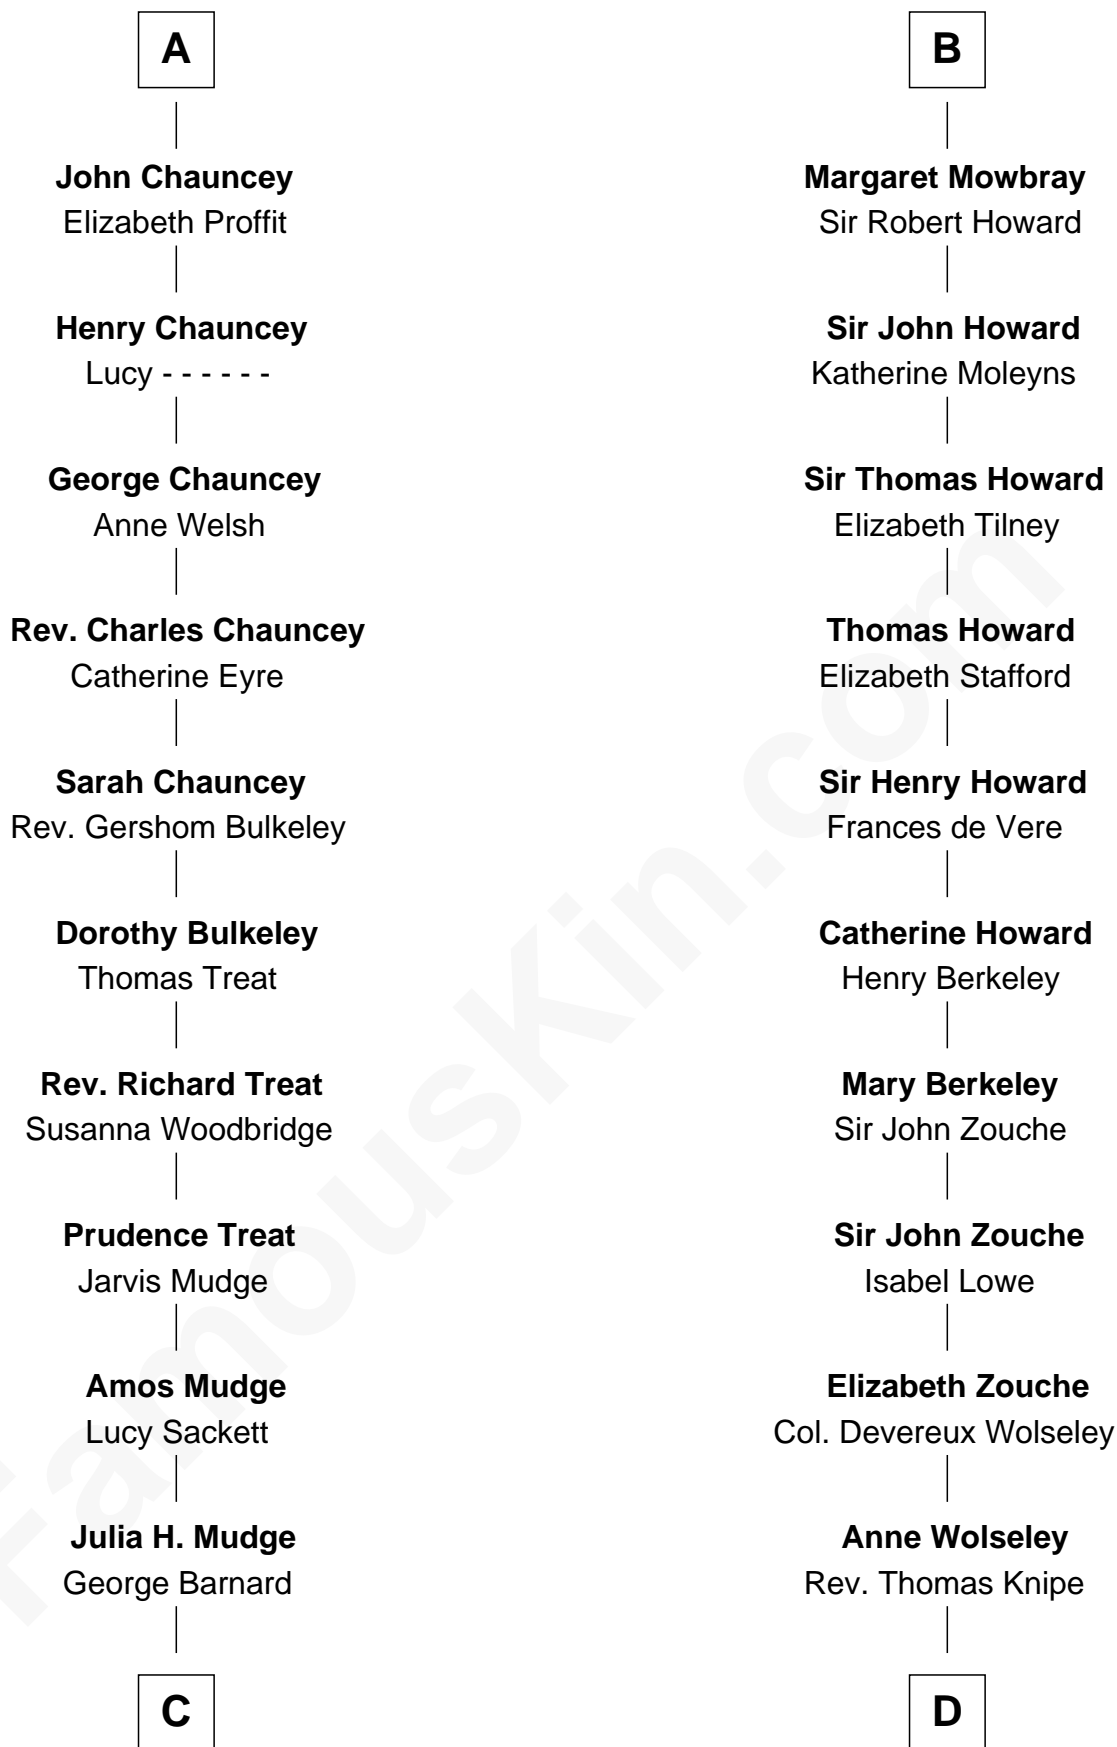 A
John Chauncey
Elizabeth Proffit
Henry Chauncey
Lucy - - - - - -
George Chauncey
Anne Welsh
Rev. Charles Chauncey
Catherine Eyre
Sarah Chauncey
Rev. Gershom Bulkeley
Dorothy Bulkeley
Thomas Treat
Rev. Richard Treat
Susanna Woodbridge
Prudence Treat
Jarvis Mudge
Amos Mudge
Lucy Sackett
Julia H. Mudge
George Barnard
C
B
Margaret Mowbray
Sir Robert Howard
Sir John Howard
Katherine Moleyns
Sir Thomas Howard
Elizabeth Tilney
Thomas Howard
Elizabeth Stafford
Sir Henry Howard
Frances de Vere
Catherine Howard
Henry Berkeley
Mary Berkeley
Sir John Zouche
Sir John Zouche
Isabel Lowe
Elizabeth Zouche
Col. Devereux Wolseley
Anne Wolseley
Rev. Thomas Knipe
D
FamousKin.com